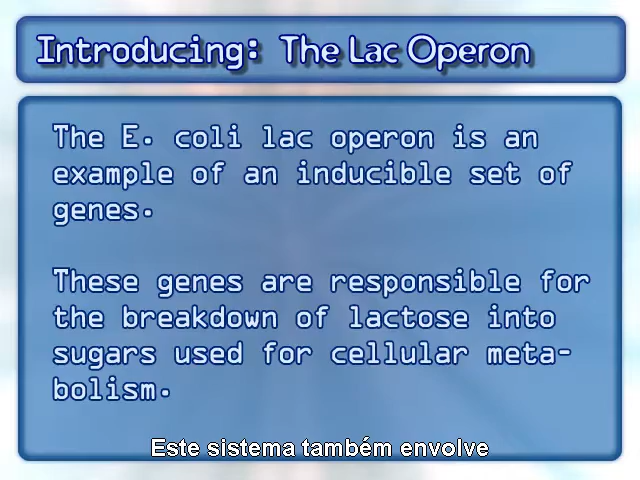 Introducing: The Lac Operon
The E. coli lac operon is an
example of an inducible set of
genes.
These genes are responsible for
the breakdown of lactose into
sugars used for cellular meta-
bolism.
Este sistema também envolve